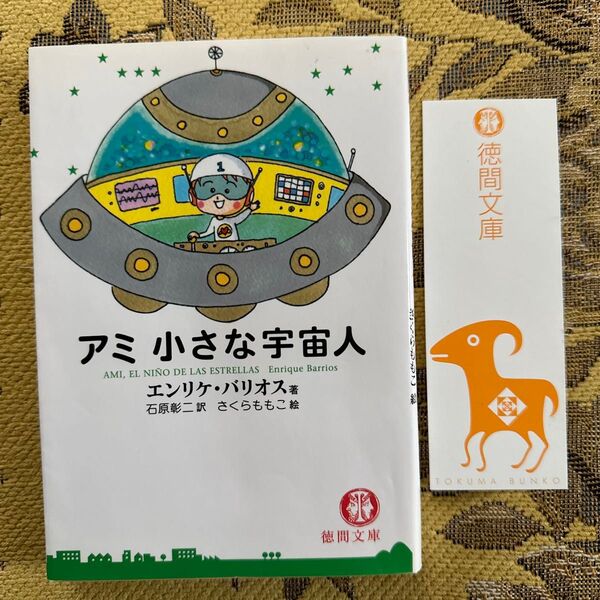 1
アミ 小さな宇宙人
AMI, EL NIÑO DE LAS ESTRELLAS Enrique Barrios
エンリケ・バリオス 著
石原彰二 訳 さくらももこ 絵
徳間文庫
徳間文庫
TOKUMA BUNKO